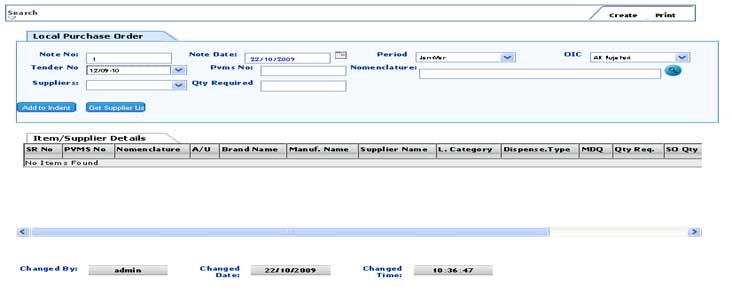 Search
Create Print
Local Purchase Order
Note No: 1 Note Date: 22/10/2009 Period Jan-Mar OIC
Tender No 12/09-10 Pvms No: Nomenclature:
Suppliers: Qty Required
Add to Indent Get Supplier List
Item/Supplier Details
SR No PVMS No Nomenclature A/U Brand Name Manuf. Name Supplier Name L. Category Dispense.Type MDQ Qty Req. SO Qty
No Items Found
Changed By: admin Changed Date: 22/10/2009 Changed Time: 10:36:47